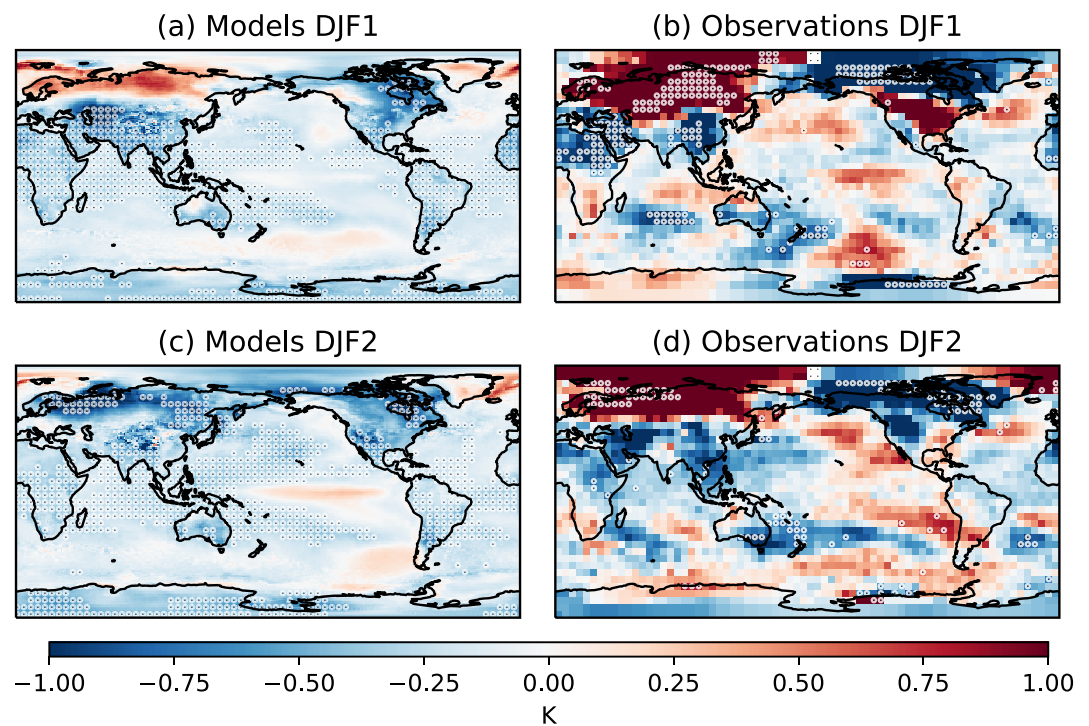 (a) Models DJF1
(b) Observations DJF1
(c) Models DJF2
(d) Observations DJF2
−1.00 −0.75 −0.50 −0.25 0.00 0.25 0.50 0.75 1.00
K